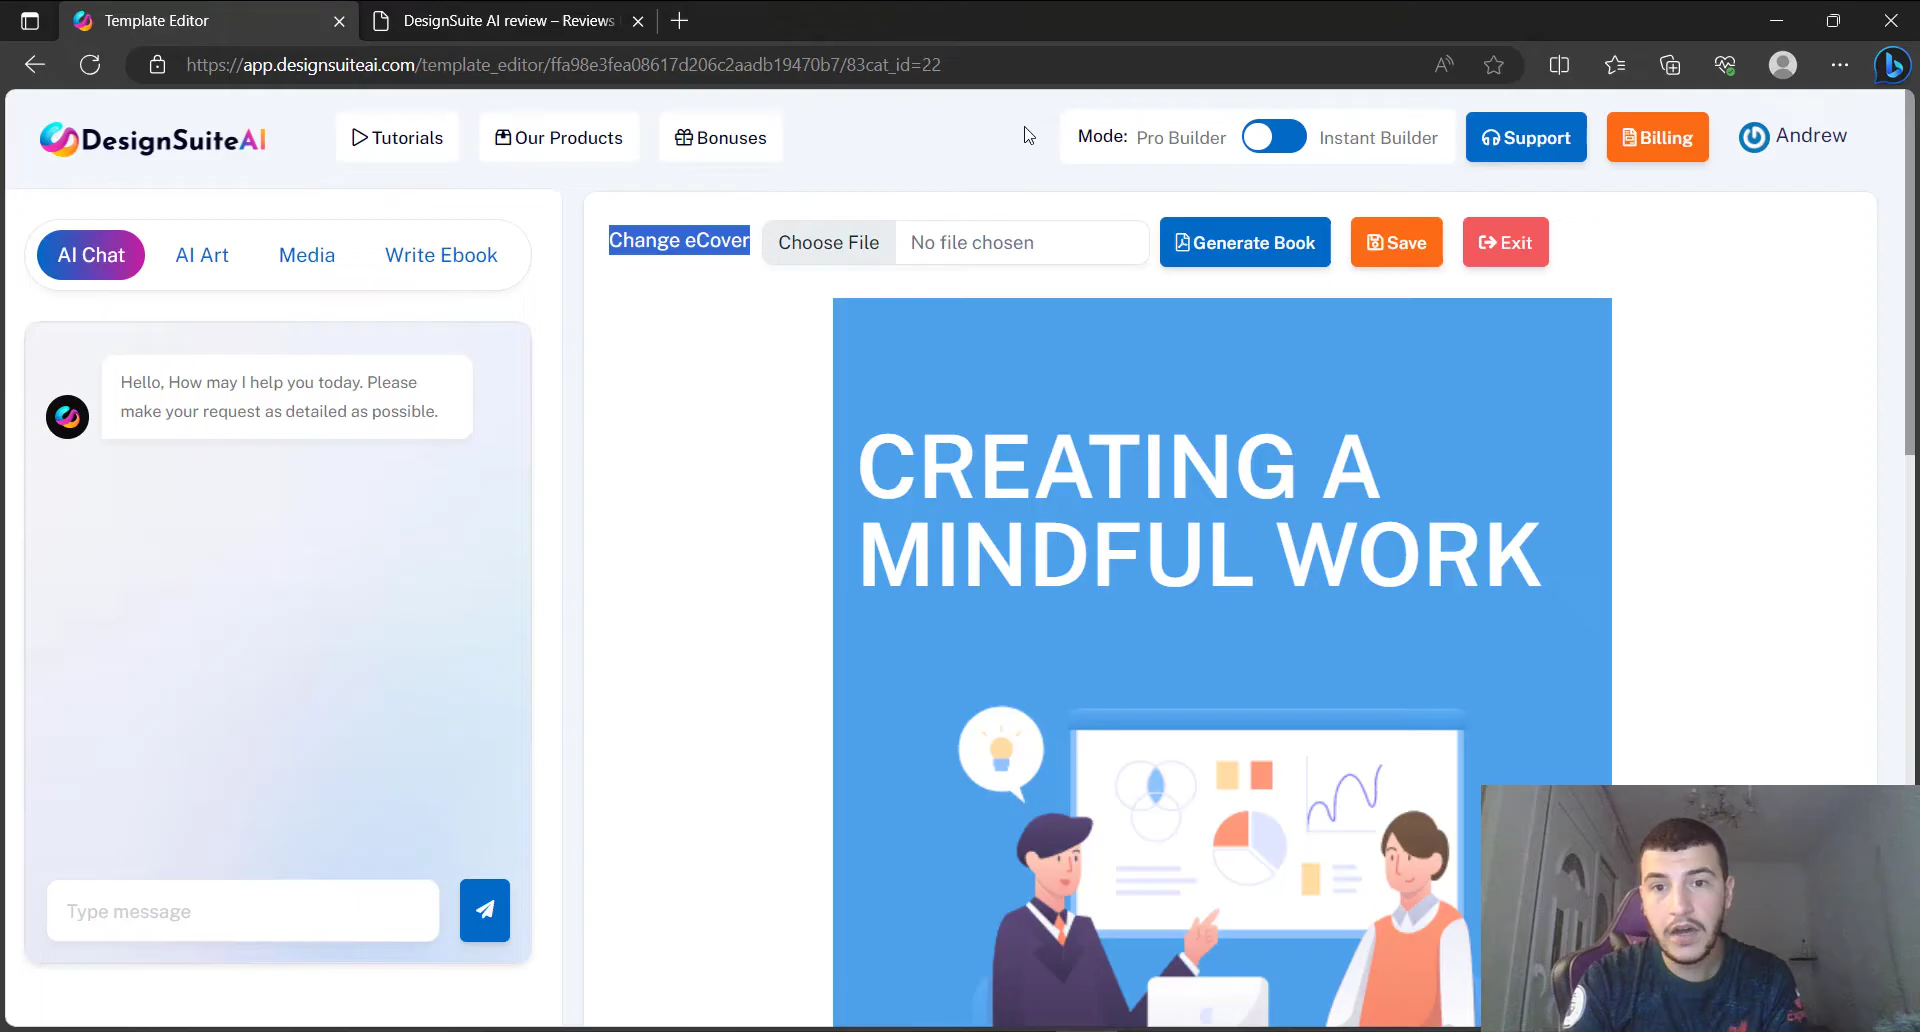 Template Editor
DesignSuite AI review – Reviews
https://app.designsuiteai.com/template_editor/ffa98e3fea08617d206c2aadb19470b7/83cat_id=22
DesignSuiteAI
Tutorials
Our Products
Bonuses
Mode: Pro Builder
Instant Builder
Support
Billing
Andrew
AI Chat
AI Art
Media
Write Ebook
Change eCover
Choose File
No file chosen
Generate Book
Save
Exit
Hello, How may I help you today. Please
make your request as detailed as possible.
CREATING A
MINDFUL WORK
Type message